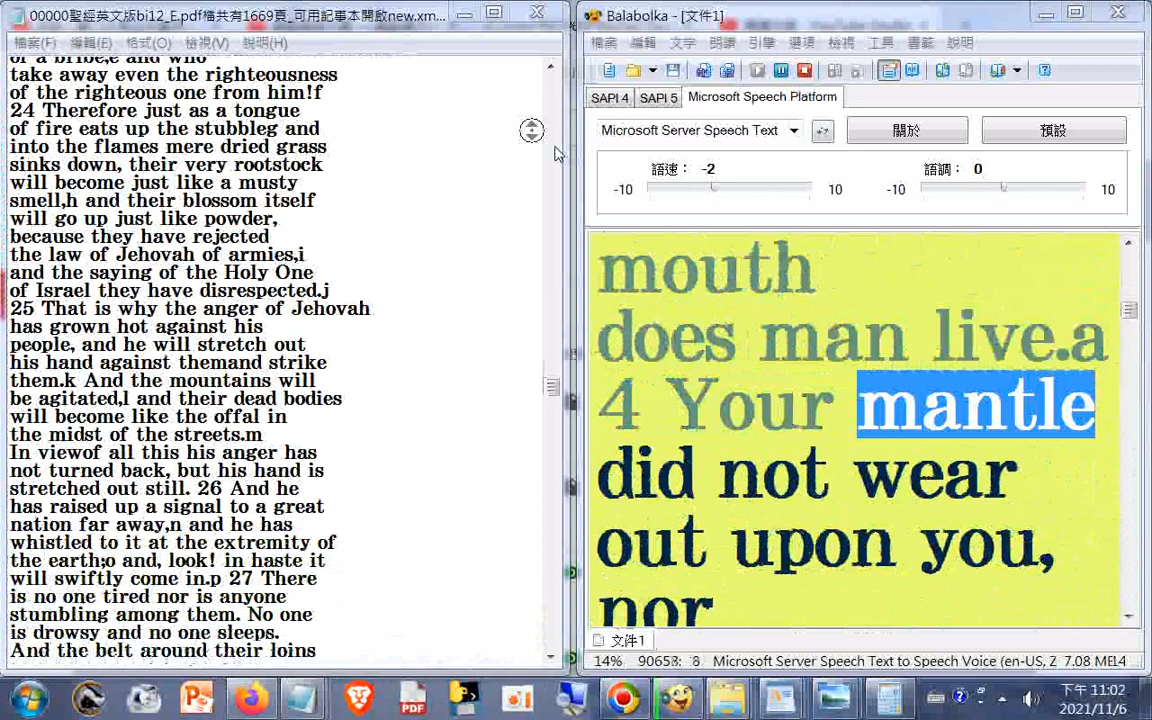 00000聖經英文版bi12_E.pdf檔共有1669頁_可用記事本開啟new.xm...
檔案(F) 編輯(E) 格式(O) 檢視(V) 說明(H)
of a bribe,e and who
take away even the righteousness
of the righteous one from him!f
24 Therefore just as a tongue
of fire eats up the stubbleg and
into the flames mere dried grass
sinks down, their very rootstock
will become just like a musty
smell,h and their blossom itself
will go up just like powder,
because they have rejected
the law of Jehovah of armies,i
and the saying of the Holy One
of Israel they have disrespected.j
25 That is why the anger of Jehovah
has grown hot against his
people, and he will stretch out
his hand against themand strike
them.k And the mountains will
be agitated,l and their dead bodies
will become like the offal in
the midst of the streets.m
In viewof all this his anger has
not turned back, but his hand is
stretched out still. 26 And he
has raised up a signal to a great
nation far away,n and he has
whistled to it at the extremity of
the earth;o and, look! in haste it
will swiftly come in.p 27 There
is no one tired nor is anyone
stumbling among them. No one
is drowsy and no one sleeps.
And the belt around their loins
Balabolka - [文件1]
檔案 編輯 文字 朗讀 引擎 選項 檢視 工具 書籤 說明
SAPI 4 SAPI 5 Microsoft Speech Platform
Microsoft Server Speech Text 關於 預設
語速： -2 語調： 0
-10 10 -10 10
mouth
does man live.a
4 Your mantle
did not wear
out upon you,
nor
文件1
14% Microsoft Server Speech Text to Speech Voice (en-US, Z 7.08 ME14
PDF
下午 11:02
2021/11/6